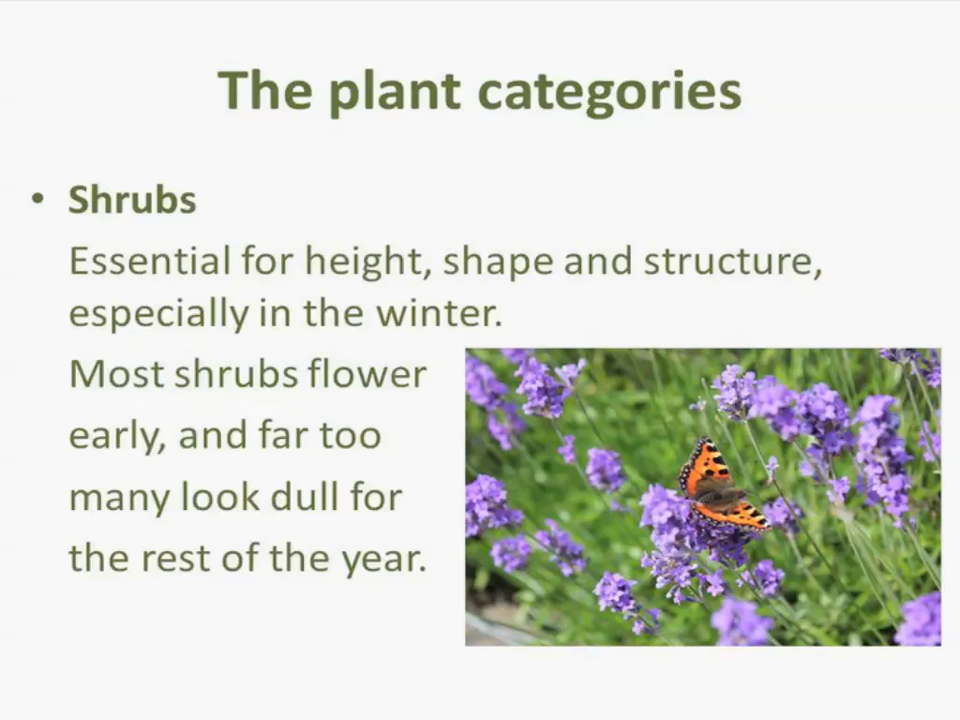 The plant categories
• Shrubs
Essential for height, shape and structure,
especially in the winter.
Most shrubs flower
early, and far too
many look dull for
the rest of the year.